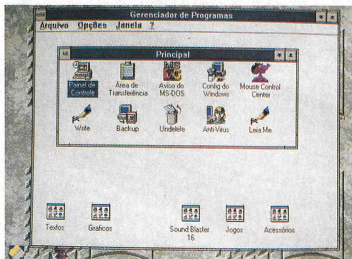 Gerenciador de Programas
Arquivo Opções Janela ?
Principal
Painel de Controle
Área de Transferência
Aviso do MS-DOS
Config do Windows
Mouse Control Center
Write
Backup
Undelete
Anti-Virus
Leia Me
Textos
Gráficos
Sound Blaster 16
Jogos
Acessórios